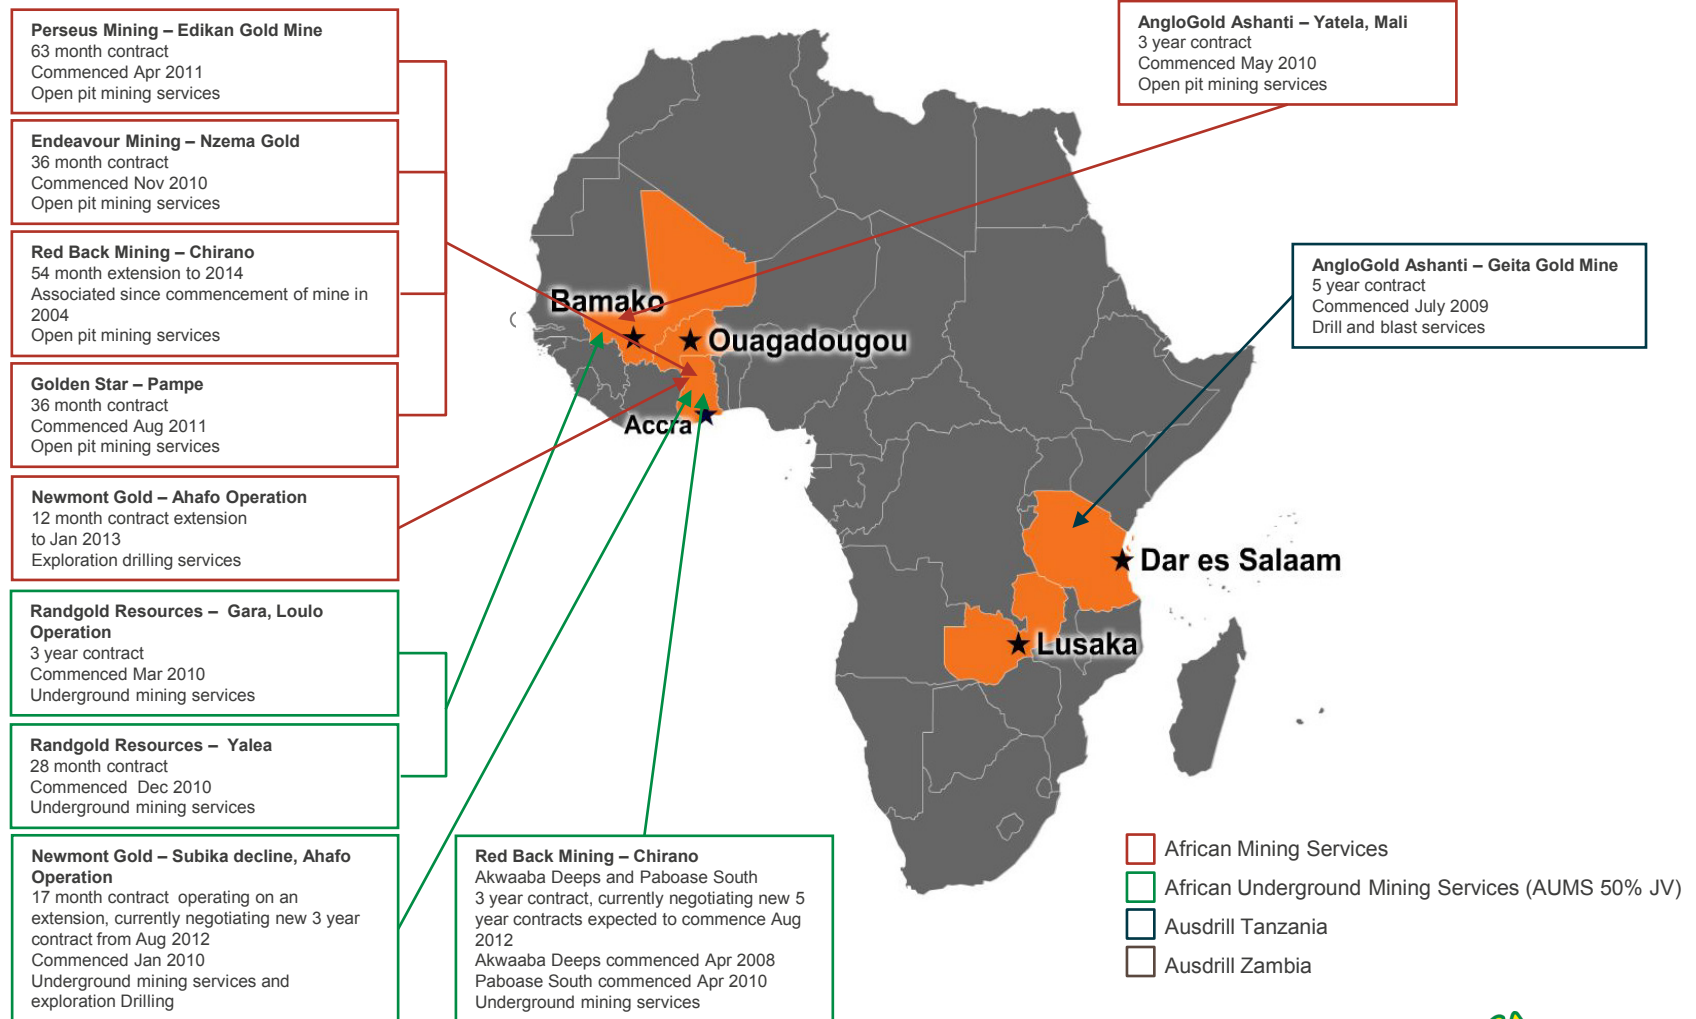 Perseus Mining – Edikan Gold Mine
63 month contract
Commenced Apr 2011
Open pit mining services
Endeavour Mining – Nzema Gold
36 month contract
Commenced Nov 2010
Open pit mining services
Red Back Mining – Chirano
54 month extension to 2014
Associated since commencement of mine in
2004
Open pit mining services
Golden Star – Pampe
36 month contract
Commenced Aug 2011
Open pit mining services
Newmont Gold – Ahafo Operation
12 month contract extension
to Jan 2013
Exploration drilling services
Randgold Resources – Gara, Loulo
Operation
3 year contract
Commenced Mar 2010
Underground mining services
Randgold Resources – Yalea
28 month contract
Commenced Dec 2010
Underground mining services
Newmont Gold – Subika decline, Ahafo
Operation
17 month contract operating on an
extension, currently negotiating new 3 year
contract from Aug 2012
Commenced Jan 2010
Underground mining services and
exploration Drilling
Red Back Mining – Chirano
Akwaaba Deeps and Paboase South
3 year contract, currently negotiating new 5
year contracts expected to commence Aug
2012
Akwaaba Deeps commenced Apr 2008
Paboase South commenced Apr 2010
Underground mining services
AngloGold Ashanti – Yatela, Mali
3 year contract
Commenced May 2010
Open pit mining services
AngloGold Ashanti – Geita Gold Mine
5 year contract
Commenced July 2009
Drill and blast services
Bamako
Ouagadougou
Accra
Dar es Salaam
Lusaka
African Mining Services
African Underground Mining Services (AUMS 50% JV)
Ausdrill Tanzania
Ausdrill Zambia